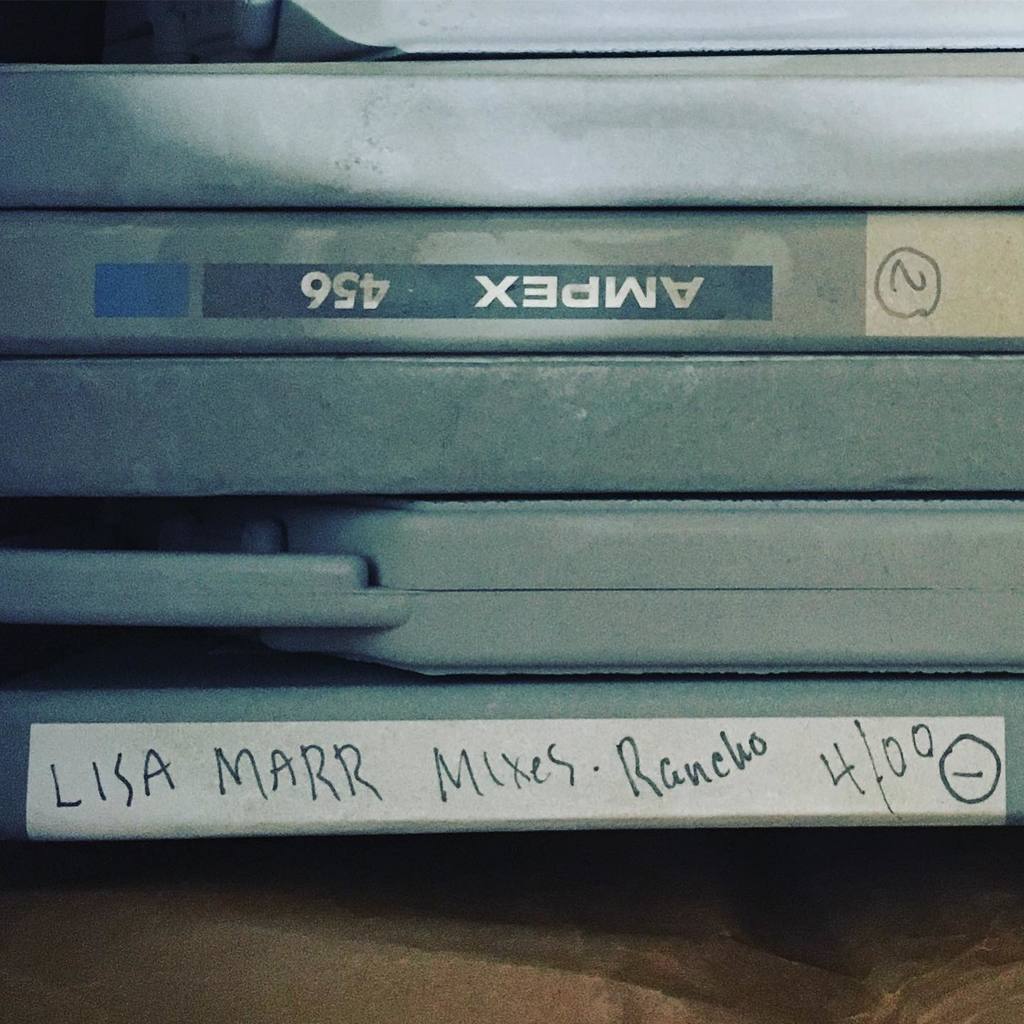 AMPEX 456
2
LISA MARR MIXES. Rancho 4/00 1